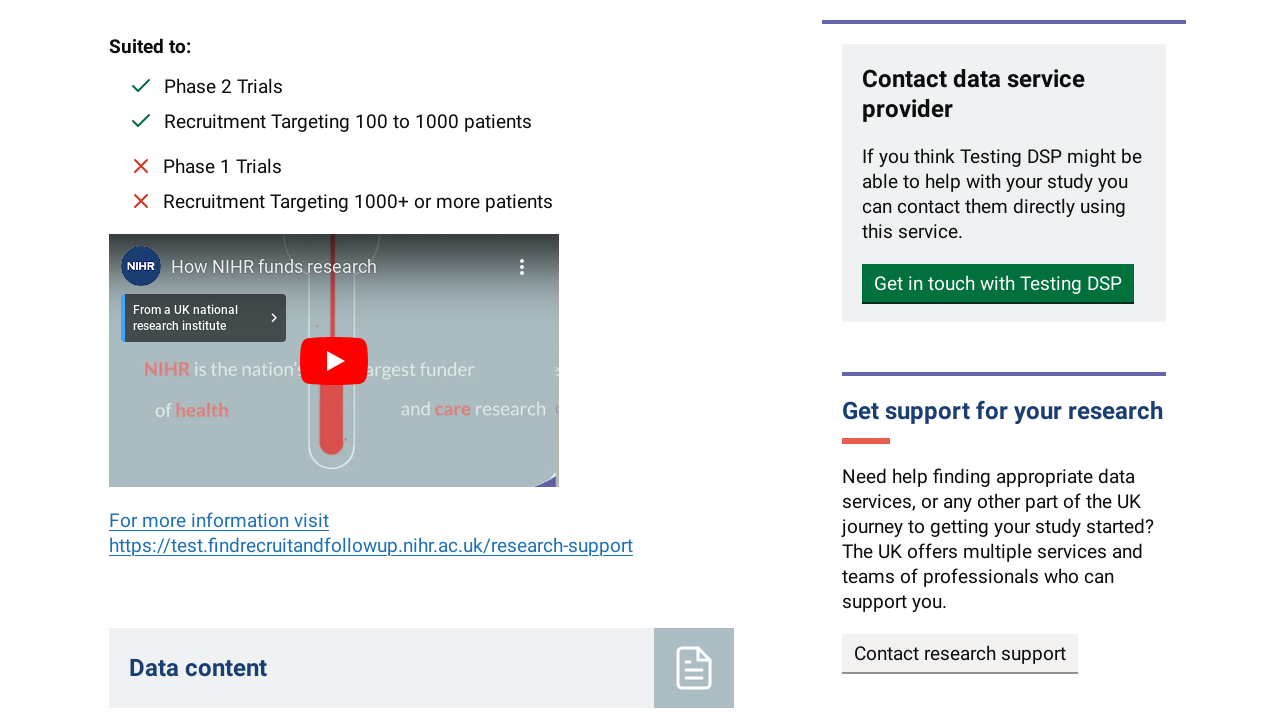 Suited to:
Phase 2 Trials
Recruitment Targeting 100 to 1000 patients
Phase 1 Trials
Recruitment Targeting 1000+ or more patients
NIHR
How NIHR funds research
From a UK national
research institute
NIHR is the nation's argest funder
of health and care research
For more information visit
https://test.findrecruitandfollowup.nihr.ac.uk/research-support
Data content
Contact data service
provider
If you think Testing DSP might be
able to help with your study you
can contact them directly using
this service.
Get in touch with Testing DSP
Get support for your research
Need help finding appropriate data
services, or any other part of the UK
journey to getting your study started?
The UK offers multiple services and
teams of professionals who can
support you.
Contact research support